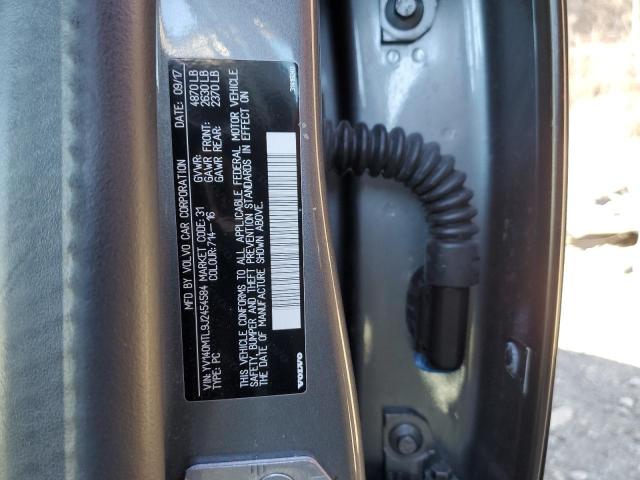 MFD BY VOLVO CAR CORPORATION DATE: 09/17
GVWR: 4870 LB
GAWR FRONT: 2630 LB
GAWR REAR: 2370 LB
VIN: YV140MTL9J2454584 MARKET CODE: 31
TYPE: PC COLOUR: 714—16
THIS VEHICLE CONFORMS TO ALL APPLICABLE FEDERAL MOTOR VEHICLE
SAFETY, BUMPER AND THEFT PREVENTION STANDARDS IN EFFECT ON
THE DATE OF MANUFACTURE SHOWN ABOVE.
VOLVO